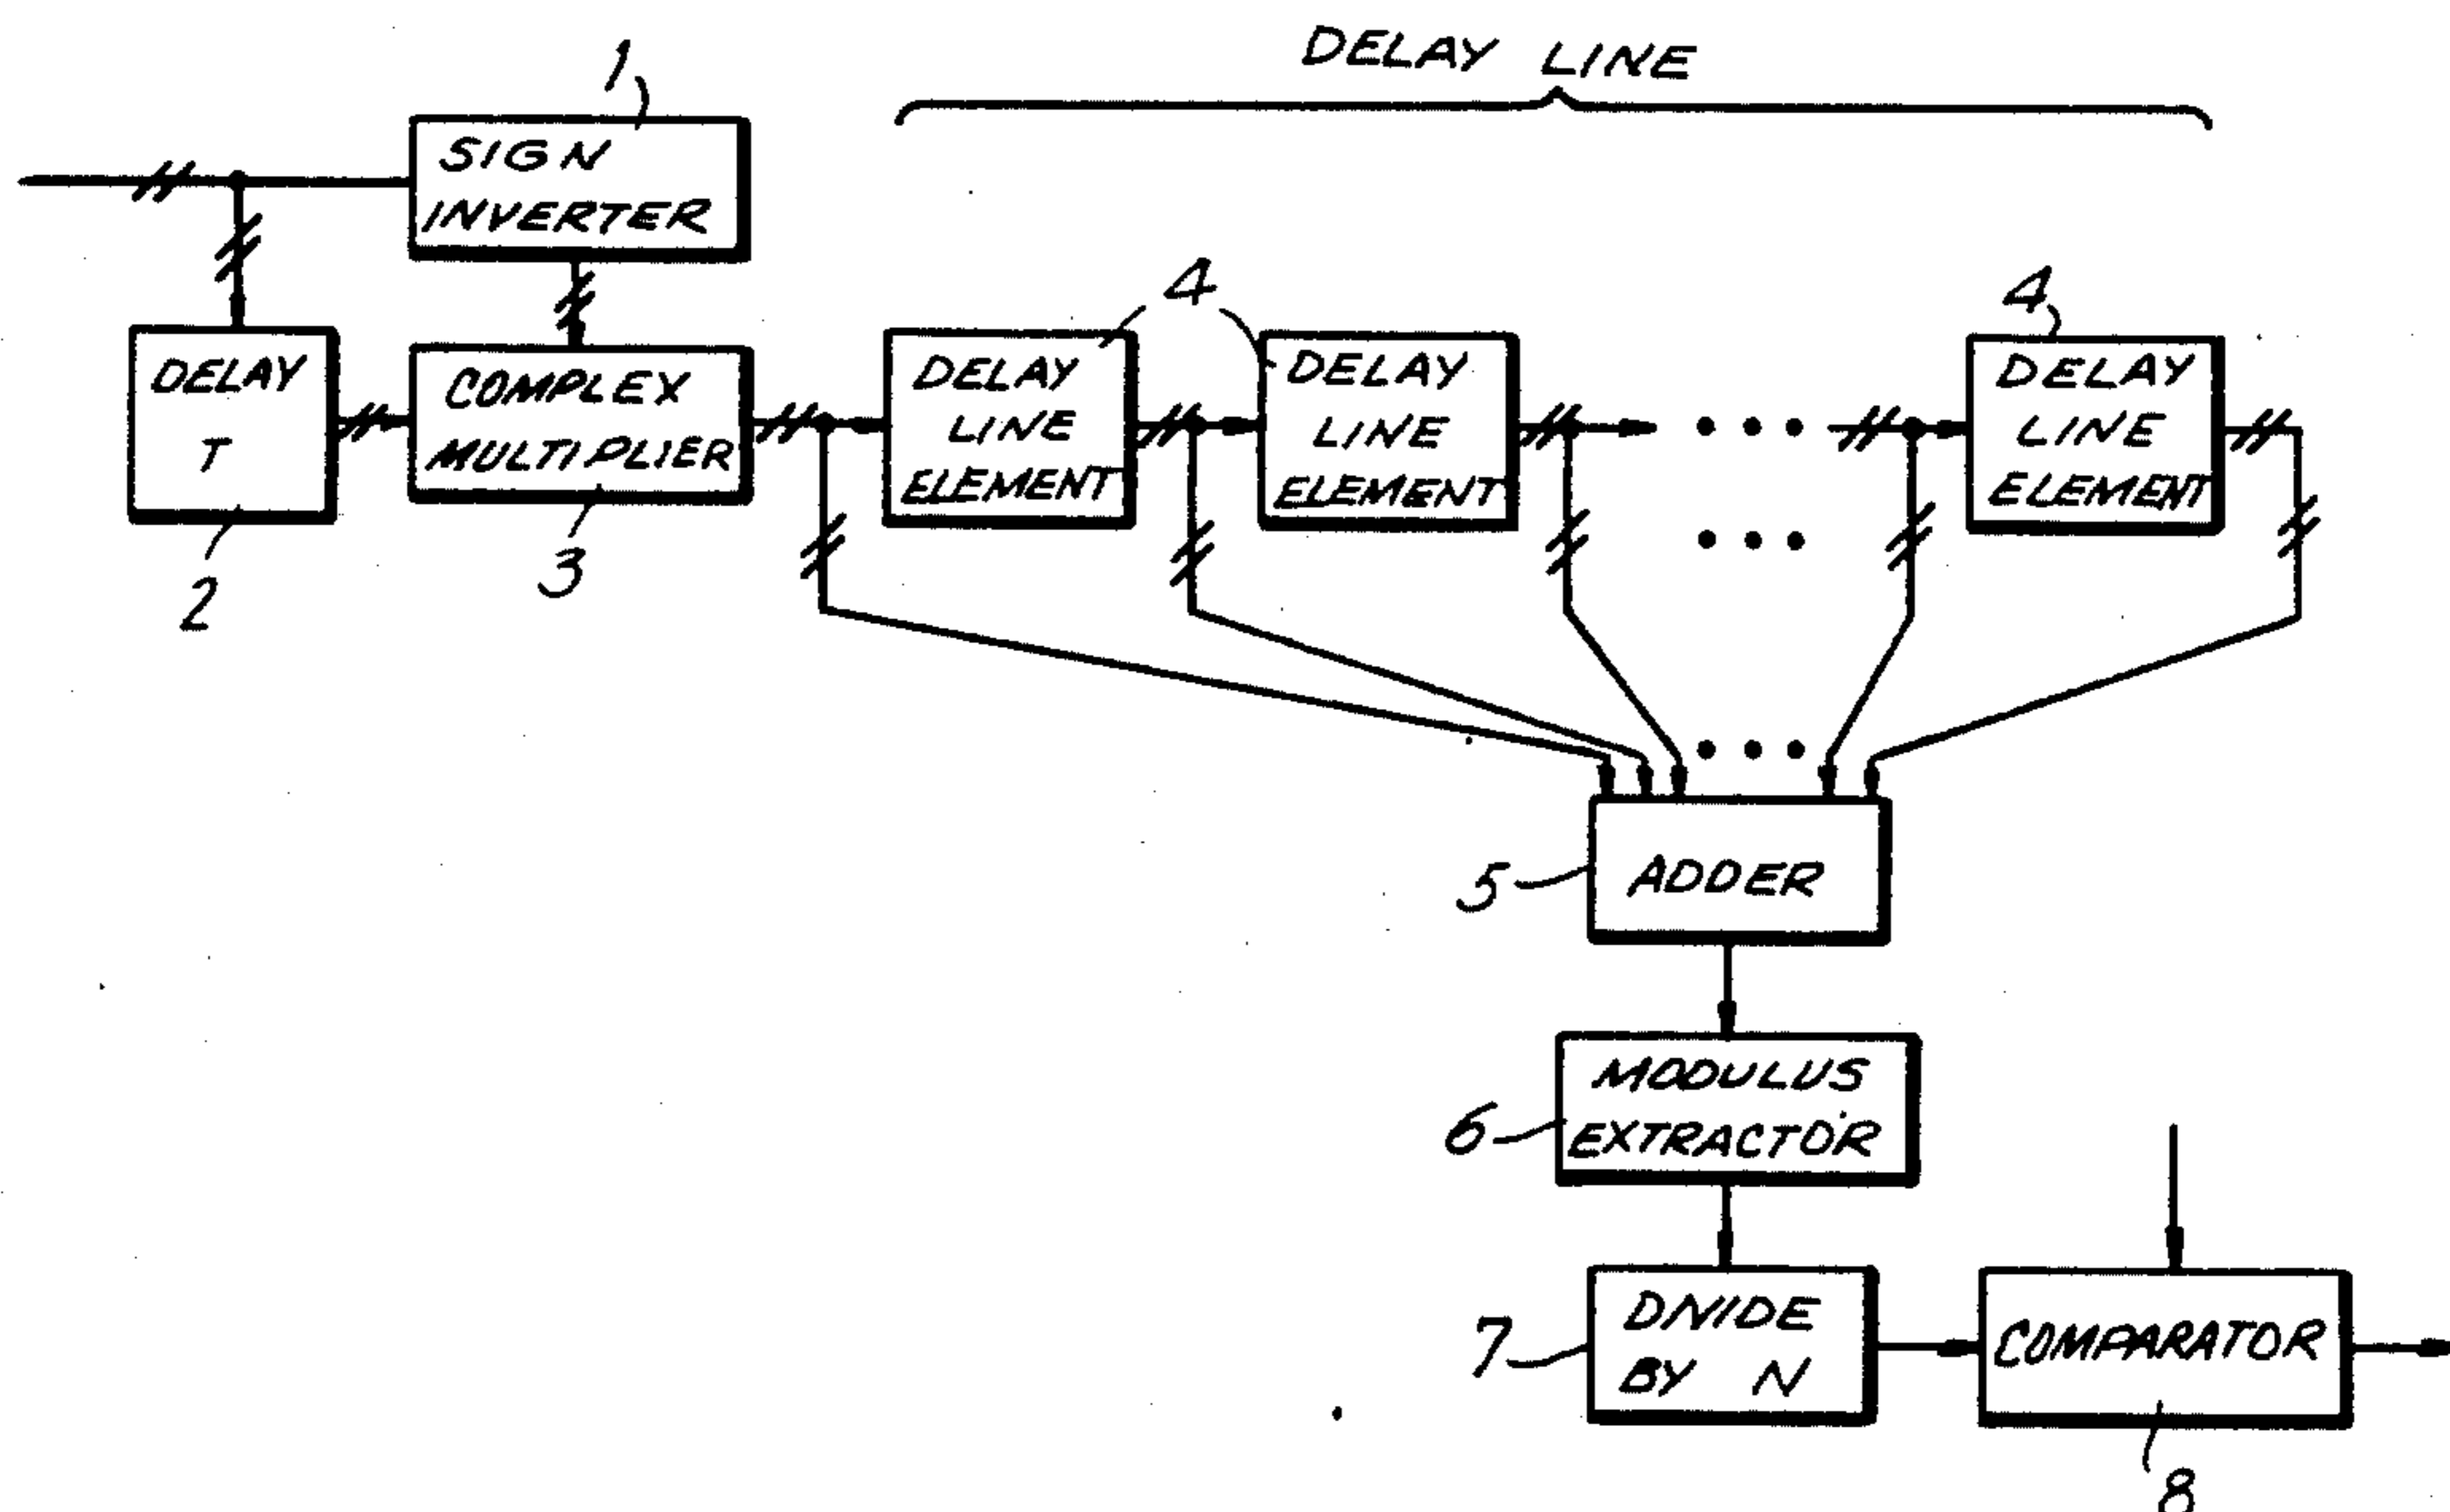 DELAY LINE
1
SIGN
INVERTER
4
4
DELAY
T
COMPLEX
MULTIPLIER
DELAY
LINE
ELEMENT
DELAY
LINE
ELEMENT
DELAY
LINE
ELEMENT
2
3
5
ADDER
6
MODULUS
EXTRACTOR
7
DIVIDE
BY N
COMPARATOR
8